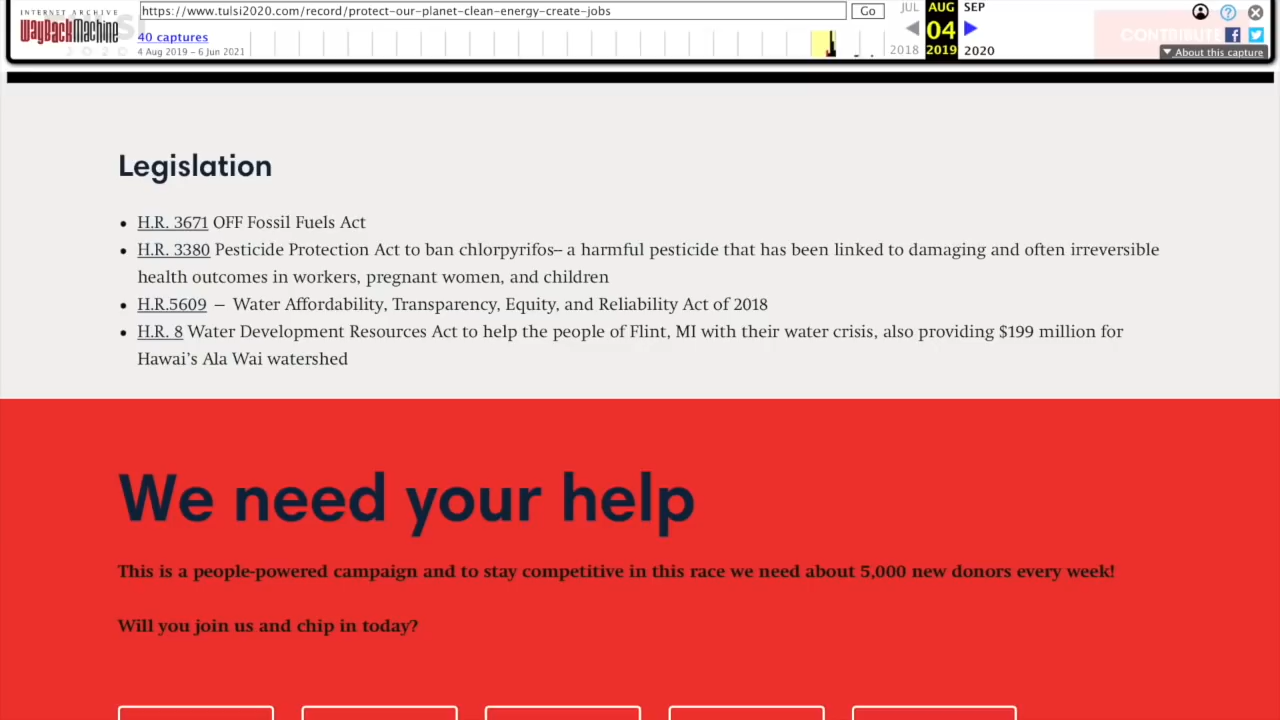 INTERNET ARCHIVE
WayBackMachine
https://www.tulsi2020.com/record/protect-our-planet-clean-energy-create-jobs
Go
JUL AUG SEP
40 captures
04
4 Aug 2019 – 6 Jun 2021
2018 2019 2020
CONTRIBUTE
About this capture
Legislation
• H.R. 3671 OFF Fossil Fuels Act
• H.R. 3380 Pesticide Protection Act to ban chlorpyrifos– a harmful pesticide that has been linked to damaging and often irreversible
health outcomes in workers, pregnant women, and children
• H.R.5609 – Water Affordability, Transparency, Equity, and Reliability Act of 2018
• H.R. 8 Water Development Resources Act to help the people of Flint, MI with their water crisis, also providing $199 million for
Hawai’s Ala Wai watershed
We need your help
This is a people-powered campaign and to stay competitive in this race we need about 5,000 new donors every week!
Will you join us and chip in today?